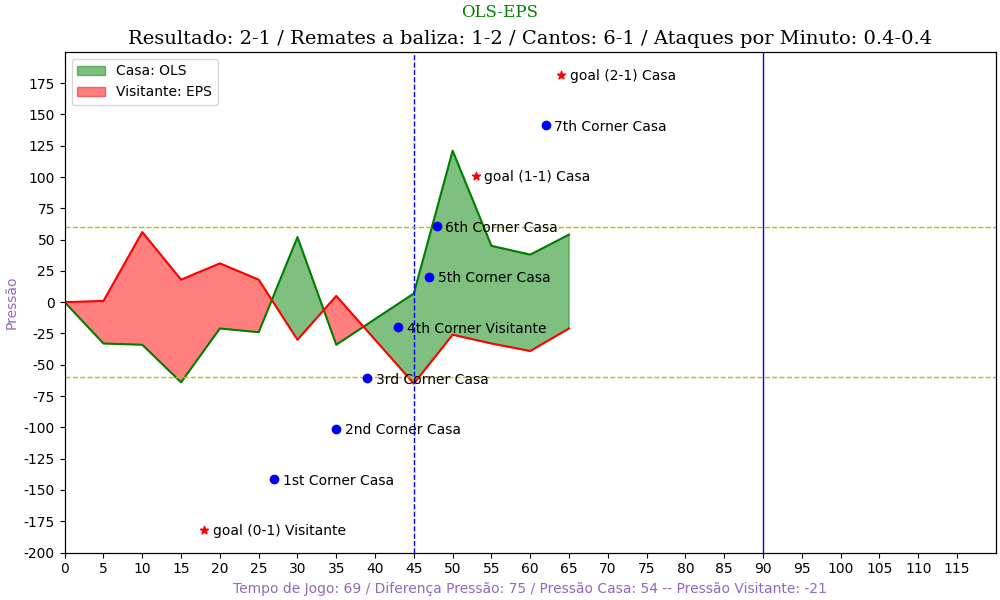 OLS-EPS
Resultado: 2-1 / Remates a baliza: 1-2 / Cantos: 6-1 / Ataques por Minuto: 0.4-0.4
Casa: OLS
Visitante: EPS
Pressão
175
150
125
100
75
50
25
0
-25
-50
-75
-100
-125
-150
-175
-200
goal (2-1) Casa
7th Corner Casa
goal (1-1) Casa
6th Corner Casa
5th Corner Casa
4th Corner Visitante
3rd Corner Casa
2nd Corner Casa
1st Corner Casa
goal (0-1) Visitante
0 5 10 15 20 25 30 35 40 45 50 55 60 65 70 75 80 85 90 95 100 105 110 115
Tempo de Jogo: 69 / Diferença Pressão: 75 / Pressão Casa: 54 -- Pressão Visitante: -21